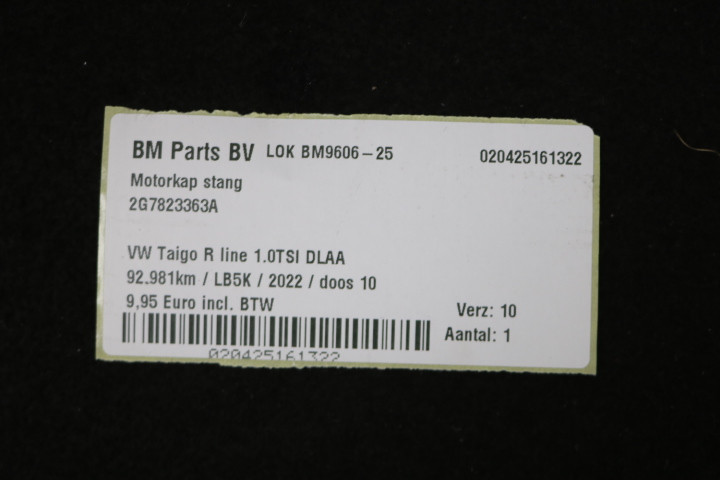 BM Parts BV LOK BM9606-25 020425161322
Motorkap stang
2G7823363A
VW Taigo R line 1.0TSI DLAA
92.981km / LB5K / 2022 / doos 10
9,95 Euro incl. BTW
Verz: 10
Aantal: 1
020425161322